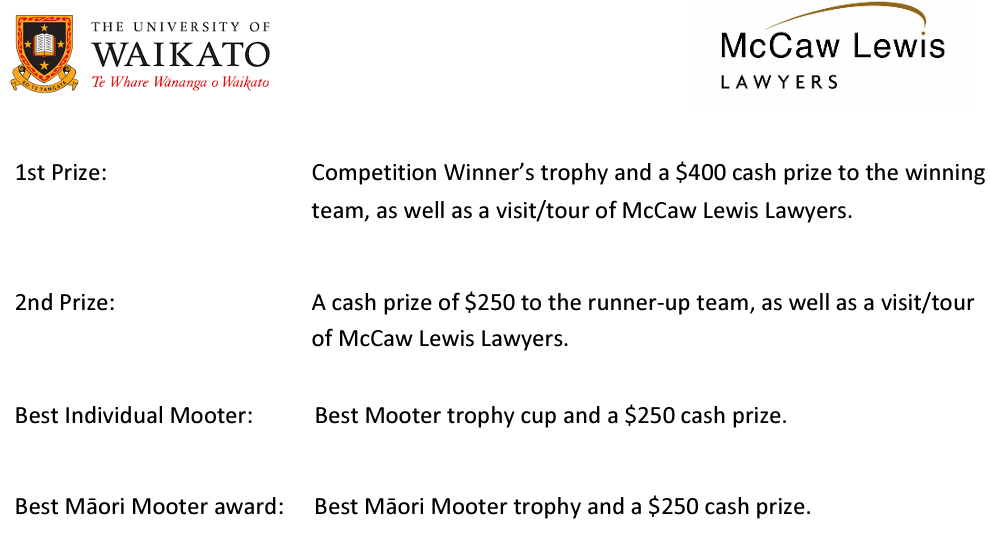 THE UNIVERSITY OF
WAIKATO
Te Whare Wānanga o Waikato
KO TE TANGATA
McCaw Lewis
LAWYERS
1st Prize: Competition Winner’s trophy and a $400 cash prize to the winning
team, as well as a visit/tour of McCaw Lewis Lawyers.
2nd Prize: A cash prize of $250 to the runner-up team, as well as a visit/tour
of McCaw Lewis Lawyers.
Best Individual Mooter: Best Mooter trophy cup and a $250 cash prize.
Best Māori Mooter award: Best Māori Mooter trophy and a $250 cash prize.